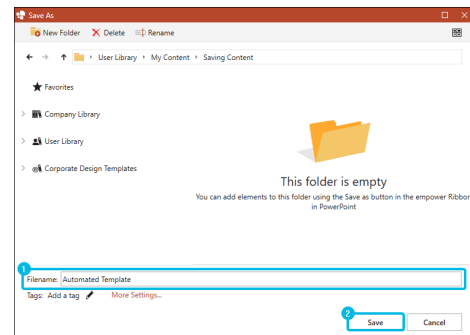 Save As
New Folder Delete Rename
User Library My Content Saving Content
Favorites
Company Library
User Library
Corporate Design Templates
This folder is empty
You can add elements to this folder using the Save as button in the empower Ribbon
in PowerPoint
1
Filename: Automated Template
Tags: Add a tag More Settings...
2
Save Cancel